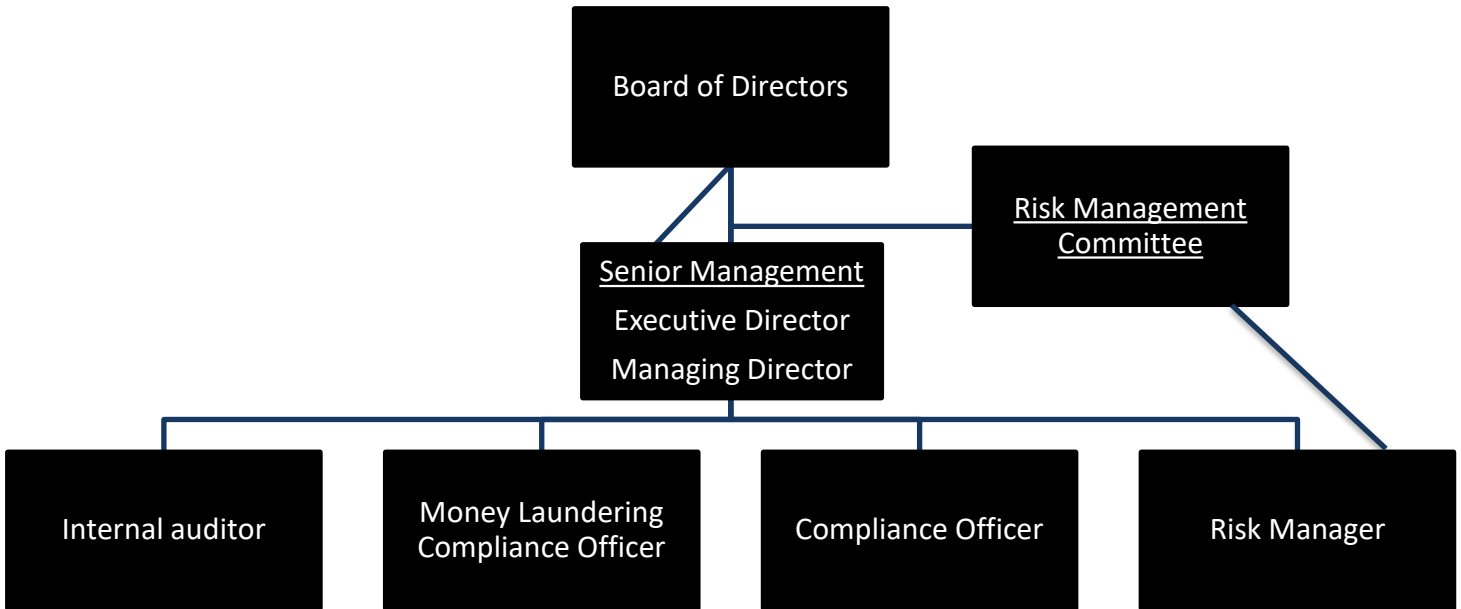 Board of Directors
Risk Management
Committee
Senior Management
Executive Director
Managing Director
Internal auditor
Money Laundering
Compliance Officer
Compliance Officer
Risk Manager